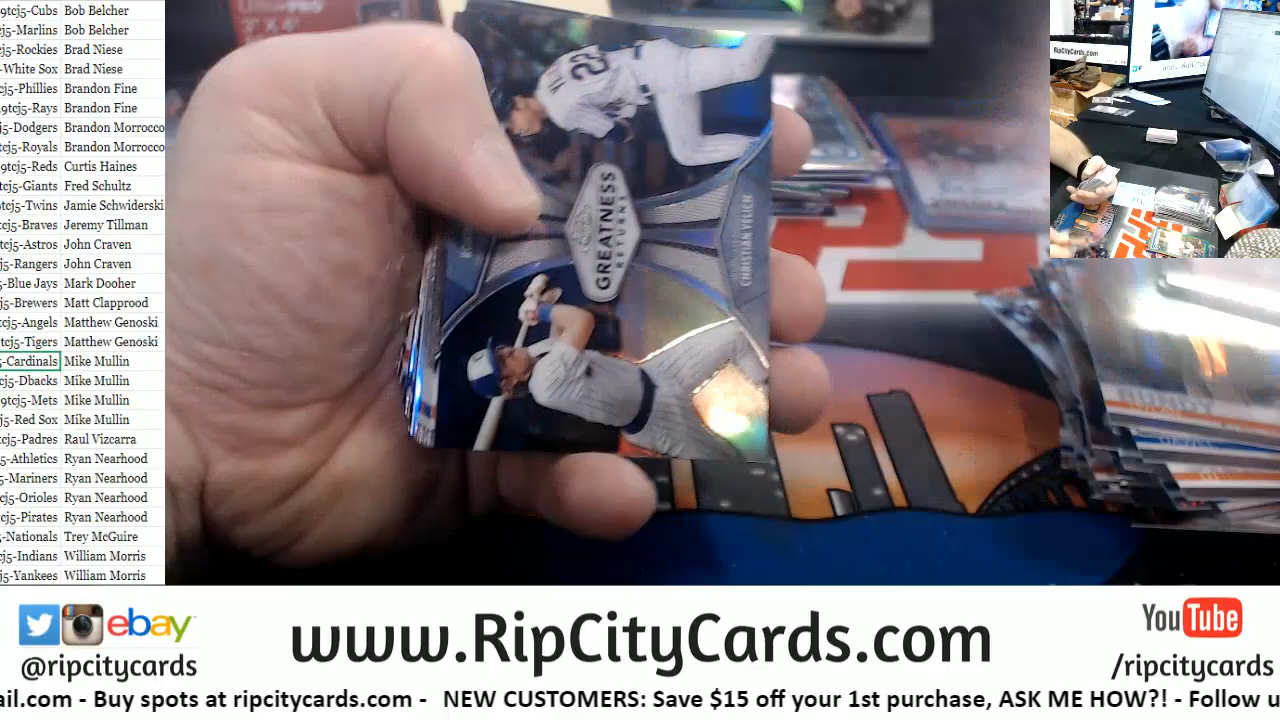 9tcj5-Cubs Bob Belcher
cj5-Marlins Bob Belcher
cj5-Rockies Brad Niese
-White Sox Brad Niese
j5-Phillies Brandon Fine
9tcj5-Rays Brandon Fine
j5-Dodgers Brandon Morrocco
cj5-Royals Brandon Morrocco
9tcj5-Reds Curtis Haines
j5-Giants Fred Schultz
tcj5-Twins Jamie Schwiderski
cj5-Braves Jeremy Tillman
cj5-Astros John Craven
j5-Rangers John Craven
5-Blue Jays Mark Dooher
5-Brewers Matt Clapprood
tcj5-Angels Matthew Genoski
tcj5-Tigers Matthew Genoski
5-Cardinals Mike Mullin
cj5-Dbacks Mike Mullin
9tcj5-Mets Mike Mullin
j5-Red Sox Mike Mullin
cj5-Padres Raul Vizcarra
5-Athletics Ryan Nearhood
5-Mariners Ryan Nearhood
cj5-Orioles Ryan Nearhood
cj5-Pirates Ryan Nearhood
5-Nationals Trey McGuire
cj5-Indians William Morris
j5-Yankees William Morris
GREATNESS
RETURNS
CHRISTIAN YELICH
22
RipCityCards.com
ebay
@ripcitycards
www.RipCityCards.com
YouTube
/ripcitycards
ail.com - Buy spots at ripcitycards.com - NEW CUSTOMERS: Save $15 off your 1st purchase, ASK ME HOW?! - Follow u